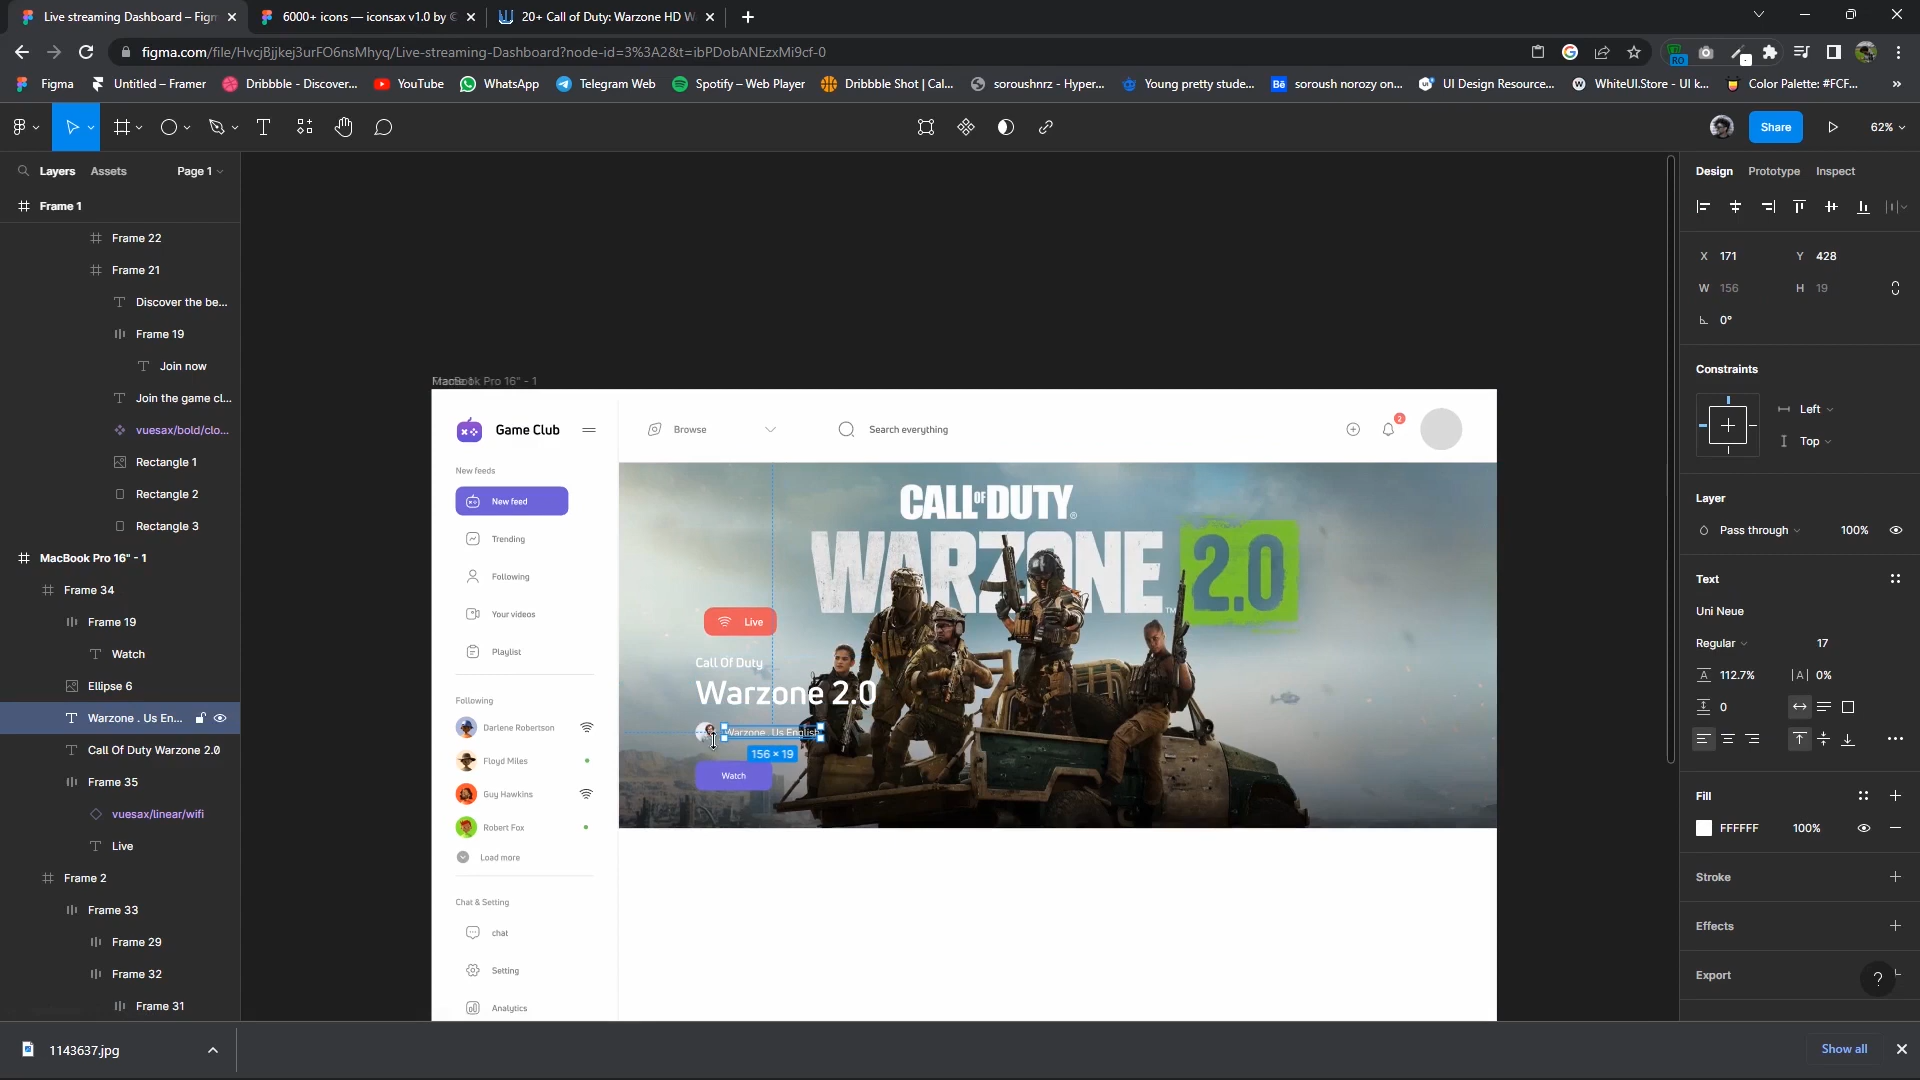 Live streaming Dashboard – Figm
6000+ icons — iconsax v1.0 by
20+ Call of Duty: Warzone HD W
figma.com/file/HvcjBjjkej3urFO6nsMhyq/Live-streaming-Dashboard?node-id=3%3A2&t=ibPDobANEzxMi9cf-0
RO
Figma
Untitled – Framer
Dribbble - Discover...
YouTube
WhatsApp
Telegram Web
Spotify – Web Player
Dribbble Shot | Cal...
soroushnrz - Hyper...
Young pretty stude...
Bē
soroush norozy on...
UI Design Resource...
WhiteUI.Store - UI k...
Color Palette: #FCF...
Share
62%
Layers
Assets
Page 1
Frame 1
Frame 22
Frame 21
Discover the be...
Frame 19
Join now
Join the game cl...
vuesax/bold/clo...
Rectangle 1
Rectangle 2
Rectangle 3
MacBook Pro 16" - 1
Frame 34
Frame 19
Watch
Ellipse 6
Warzone . Us En...
Call Of Duty Warzone 2.0
Frame 35
vuesax/linear/wifi
Live
Frame 2
Frame 33
Frame 29
Frame 32
Frame 31
Pro 16" - 1
Game Club
Browse
Search everything
2
New feeds
New feed
Trending
Following
Your videos
Playlist
Following
Darlene Robertson
Floyd Miles
Guy Hawkins
Robert Fox
Load more
Chat & Setting
chat
Setting
Analytics
CALL OF DUTY®
WARZONE™ 2.0
Live
Call Of Duty
Warzone 2.0
Warzone . Us English
156 × 19
Watch
Design
Prototype
Inspect
X 171
Y 428
W 156
H 19
0°
Constraints
Left
Top
Layer
Pass through
100%
Text
Uni Neue
Regular
17
112.7%
|A| 0%
0
Fill
FFFFFF
100%
Stroke
Effects
Export
?
1143637.jpg
Show all